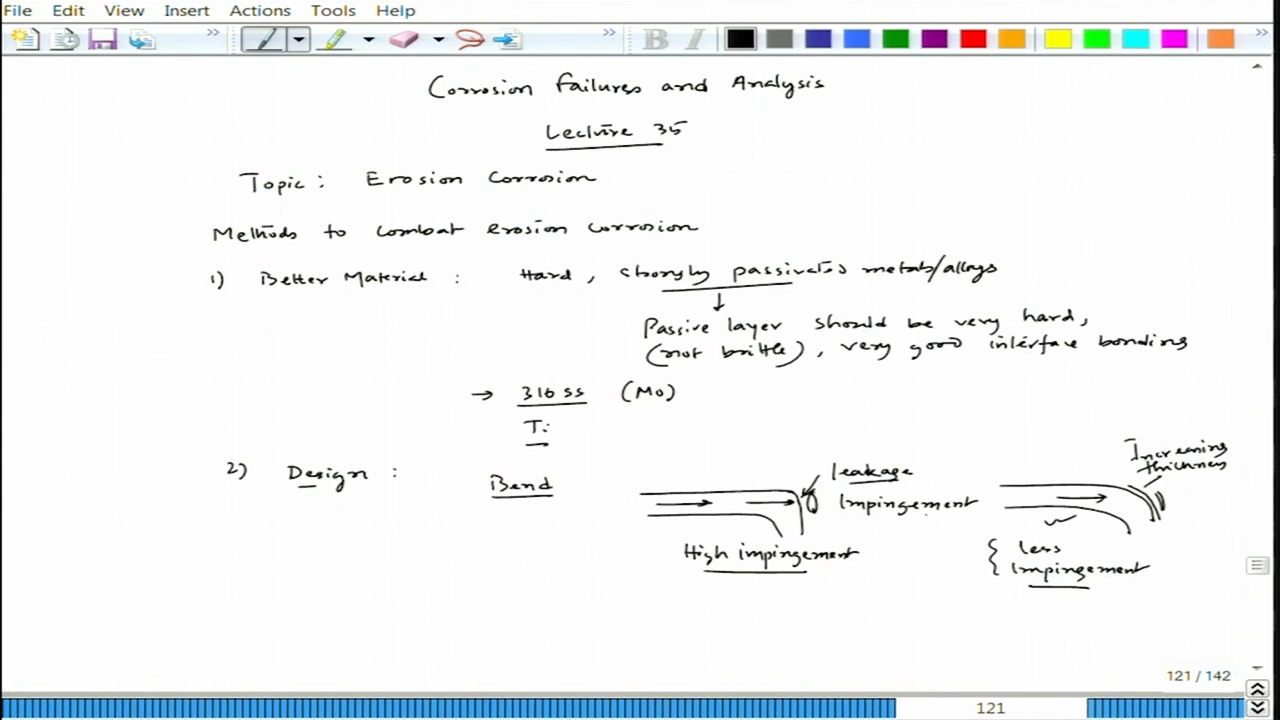 File Edit View Insert Actions Tools Help
Corrosion Failures and Analysis
Lecture 35
Topic : Erosion Corrosion
Methods to combat erosion corrosion
1) Better Material : Hard, strongly passivates metals/alloys
Passive layer should be very hard,
(not brittle), very good interface bonding
→ 316 SS (Mo)
Ti
2) Design :
Bend
leakage
Impingement
High impingement
Increasing
thickness
less
impingement
121 / 142
121